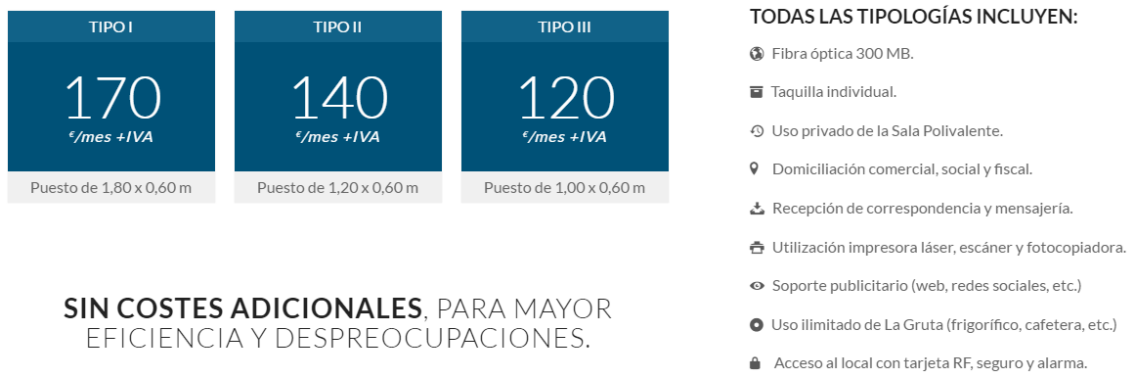 TIPO I
170
€/mes +IVA
Puesto de 1,80 x 0,60 m
TIPO II
140
€/mes +IVA
Puesto de 1,20 x 0,60 m
TIPO III
120
€/mes +IVA
Puesto de 1,00 x 0,60 m
SIN COSTES ADICIONALES, PARA MAYOR
EFICIENCIA Y DESPREOCUPACIONES.
TODAS LAS TIPOLOGÍAS INCLUYEN:
Fibra óptica 300 MB.
Taquilla individual.
Uso privado de la Sala Polivalente.
Domiciliación comercial, social y fiscal.
Recepción de correspondencia y mensajería.
Utilización impresora láser, escáner y fotocopiadora.
Soporte publicitario (web, redes sociales, etc.)
Uso ilimitado de La Gruta (frigorífico, cafetera, etc.)
Acceso al local con tarjeta RF, seguro y alarma.